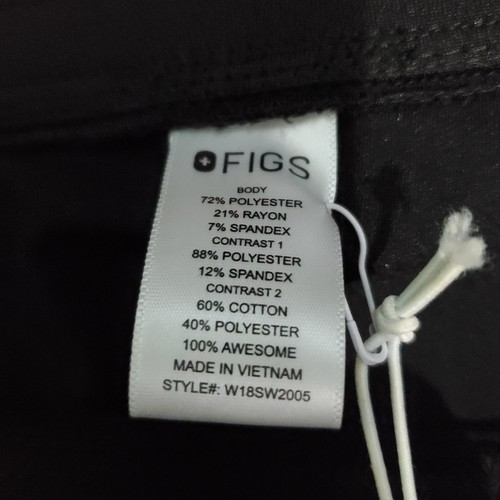 FIGS
BODY
72% POLYESTER
21% RAYON
7% SPANDEX
CONTRAST 1
88% POLYESTER
12% SPANDEX
CONTRAST 2
60% COTTON
40% POLYESTER
100% AWESOME
MADE IN VIETNAM
STYLE#: W18SW2005